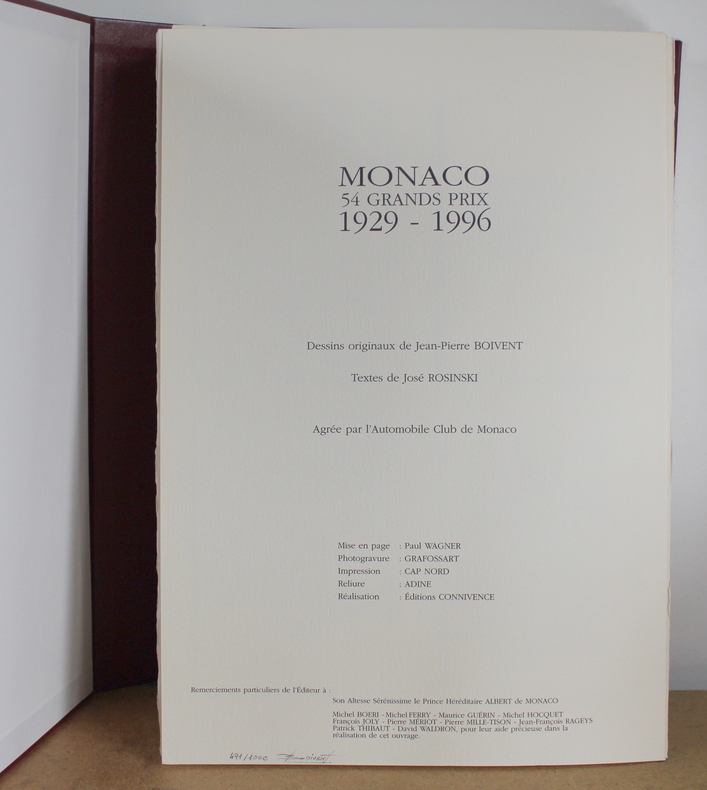 MONACO
54 GRANDS PRIX
1929 - 1996
Dessins originaux de Jean-Pierre BOIVENT
Textes de José ROSINSKI
Agrée par l'Automobile Club de Monaco
Mise en page : Paul WAGNER
Photogravure : GRAFOSSART
Impression : CAP NORD
Reliure : ADINE
Réalisation : Éditions CONNIVENCE
Remerciements particuliers de l'Éditeur à :
Son Altesse Sérénissime le Prince Héréditaire ALBERT de MONACO
Michel BOERI - Michel FERRY - Maurice GUÉRIN - Michel HOCQUET
François JOLY - Pierre MÉRIOT - Pierre MILLE-TISON - Jean-François RAGEYS
Patrick THIBAUT - David WALDRON, pour leur aide précieuse dans la
réalisation de cet ouvrage.
491/1000